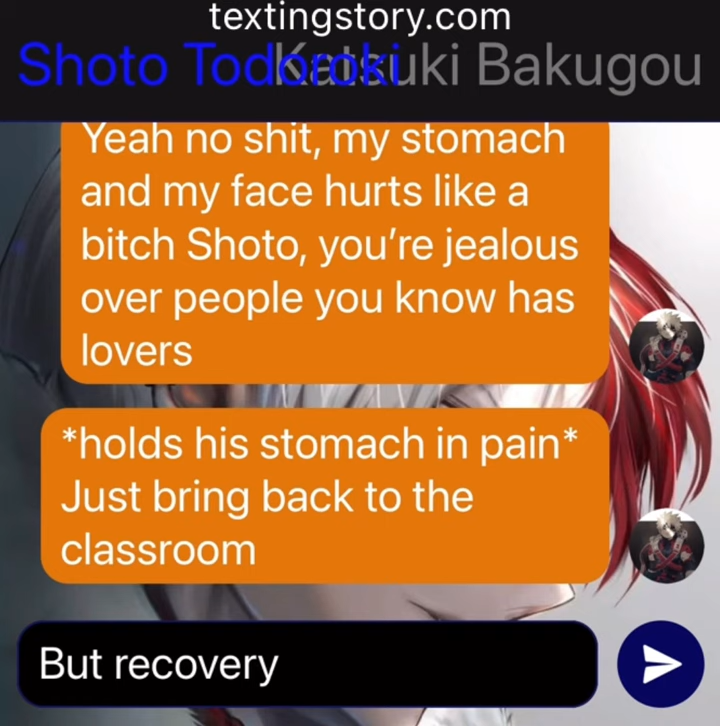 textingstory.com
Shoto Todoroki
Katsuki Bakugou
Yeah no shit, my stomach
and my face hurts like a
bitch Shoto, you’re jealous
over people you know has
lovers
*holds his stomach in pain*
Just bring back to the
classroom
But recovery